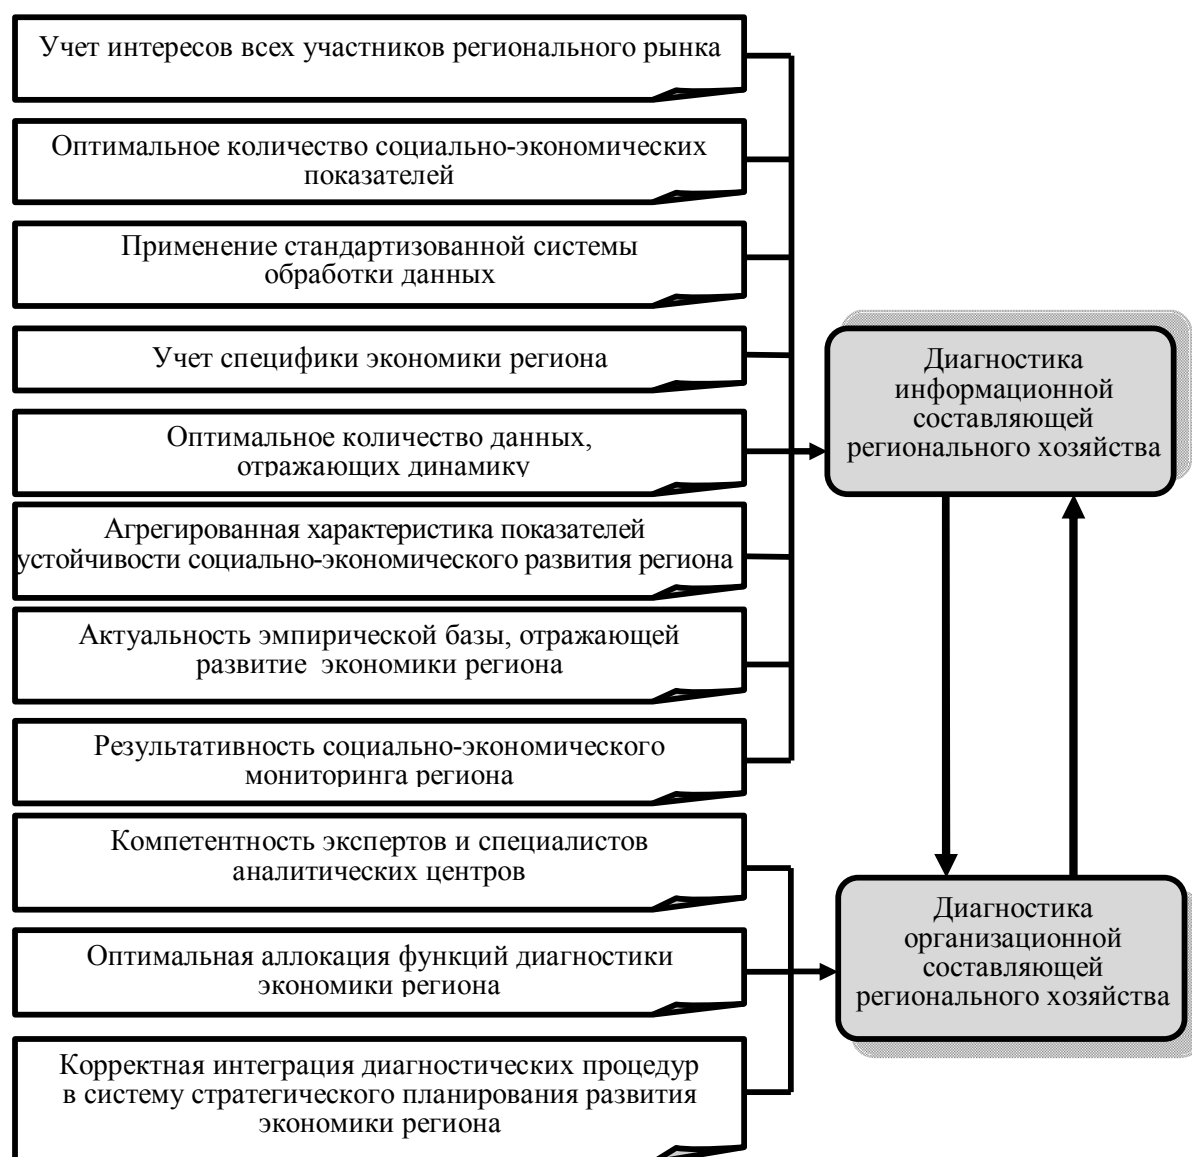 Учет интересов всех участников регионального рынка
Оптимальное количество социально-экономических
показателей
Применение стандартизованной системы
обработки данных
Учет специфики экономики региона
Оптимальное количество данных,
отражающих динамику
Агрегированная характеристика показателей
устойчивости социально-экономического развития региона
Актуальность эмпирической базы, отражающей
развитие экономики региона
Результативность социально-экономического
мониторинга региона
Компетентность экспертов и специалистов
аналитических центров
Оптимальная аллокация функций диагностики
экономики региона
Корректная интеграция диагностических процедур
в систему стратегического планирования развития
экономики региона
Диагностика
информационной
составляющей
регионального хозяйства
Диагностика
организационной
составляющей
регионального хозяйства